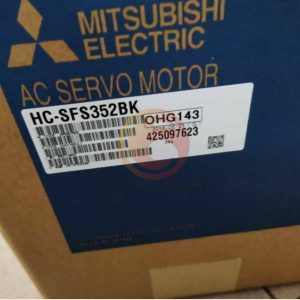 MITSUBISHI
ELECTRIC
AC SERVO MOTOR
HC-SFS352BK
OHG143
425097623